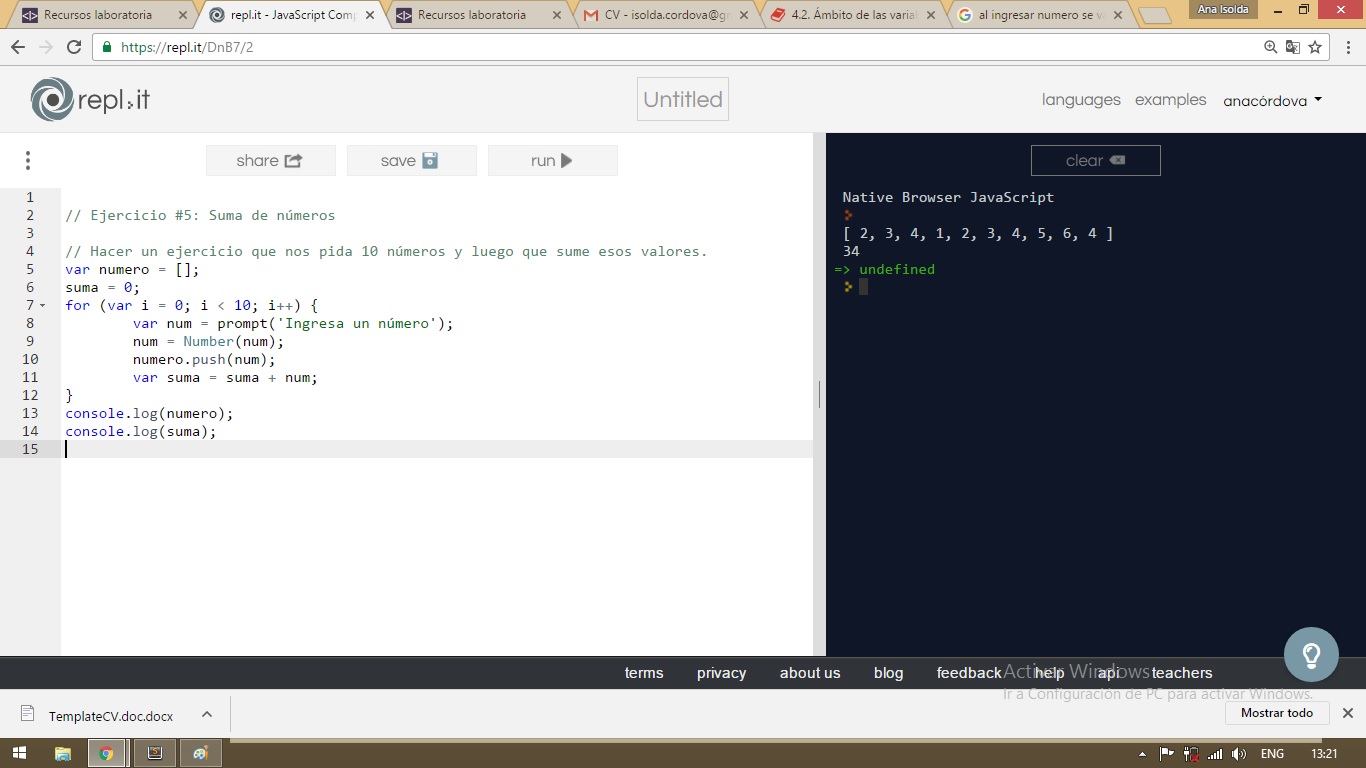 Recursos laboratoria
repl.it - JavaScript Comp
Recursos laboratoria
CV - isolda.cordova@g
4.2. Ámbito de las varia
al ingresar numero se v
Ana Isolda
https://repl.it/DnB7/2
repl.it
Untitled
languages examples anacórdova
share save run
clear
1
2 // Ejercicio #5: Suma de números
3
4 // Hacer un ejercicio que nos pida 10 números y luego que sume esos valores.
5 var numero = [];
6 suma = 0;
7 for (var i = 0; i < 10; i++) {
8 var num = prompt('Ingresa un número');
9 num = Number(num);
10 numero.push(num);
11 var suma = suma + num;
12 }
13 console.log(numero);
14 console.log(suma);
15
Native Browser JavaScript
[ 2, 3, 4, 1, 2, 3, 4, 5, 6, 4 ]
34
=> undefined
terms privacy about us blog feedback help api teachers
Activar Windows
Ir a Configuración de PC para activar Windows.
TemplateCV.doc.docx
Mostrar todo
ENG 13:21